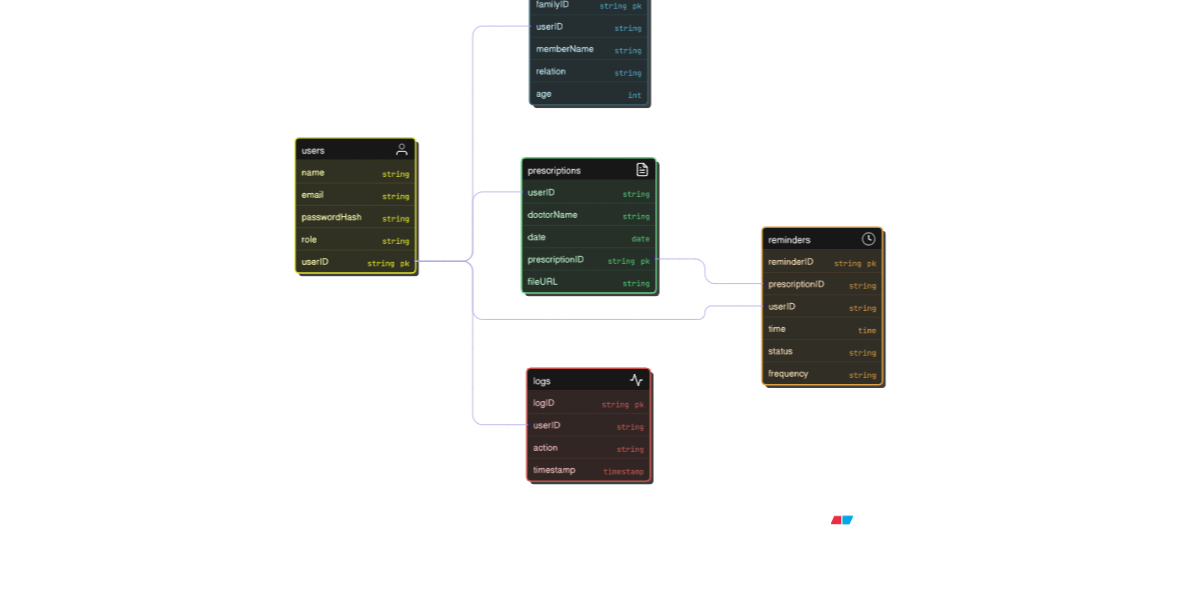 familyID string pk
userID string
memberName string
relation string
age int
users
name string
email string
passwordHash string
role string
userID string pk
prescriptions
userID string
doctorName string
date date
prescriptionID string pk
fileURL string
reminders
reminderID string pk
prescriptionID string
userID string
time time
status string
frequency string
logs
logID string pk
userID string
action string
timestamp timestamp